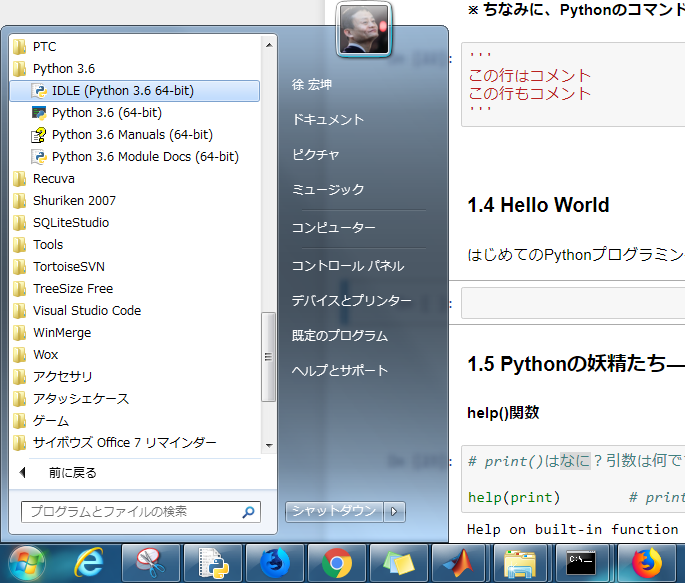 PTC
Python 3.6
IDLE (Python 3.6 64-bit)
Python 3.6 (64-bit)
Python 3.6 Manuals (64-bit)
Python 3.6 Module Docs (64-bit)
Recuva
Shuriken 2007
SQLiteStudio
Tools
TortoiseSVN
TreeSize Free
Visual Studio Code
WinMerge
Wox
アクセサリ
アタッシェケース
ゲーム
サイボウズ Office 7 リマインダー
前に戻る
プログラムとファイルの検索
徐 宏坤
ドキュメント
ピクチャ
ミュージック
コンピューター
コントロール パネル
デバイスとプリンター
既定のプログラム
ヘルプとサポート
シャットダウン
※ ちなみに、Pythonのコマンド
'''
この行はコメント
この行もコメント
'''
1.4 Hello World
はじめてのPythonプログラミン
1.5 Pythonの妖精たち—
help()関数
# print()はなに？引数は何で
help(print) # print
Help on built-in function
C:\